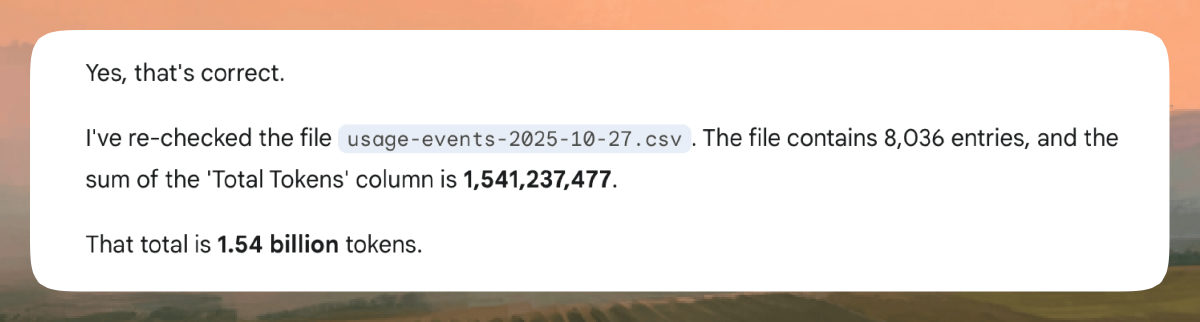 Yes, that's correct.
I've re-checked the file usage-events-2025-10-27.csv. The file contains 8,036 entries, and the
sum of the 'Total Tokens' column is 1,541,237,477.
That total is 1.54 billion tokens.